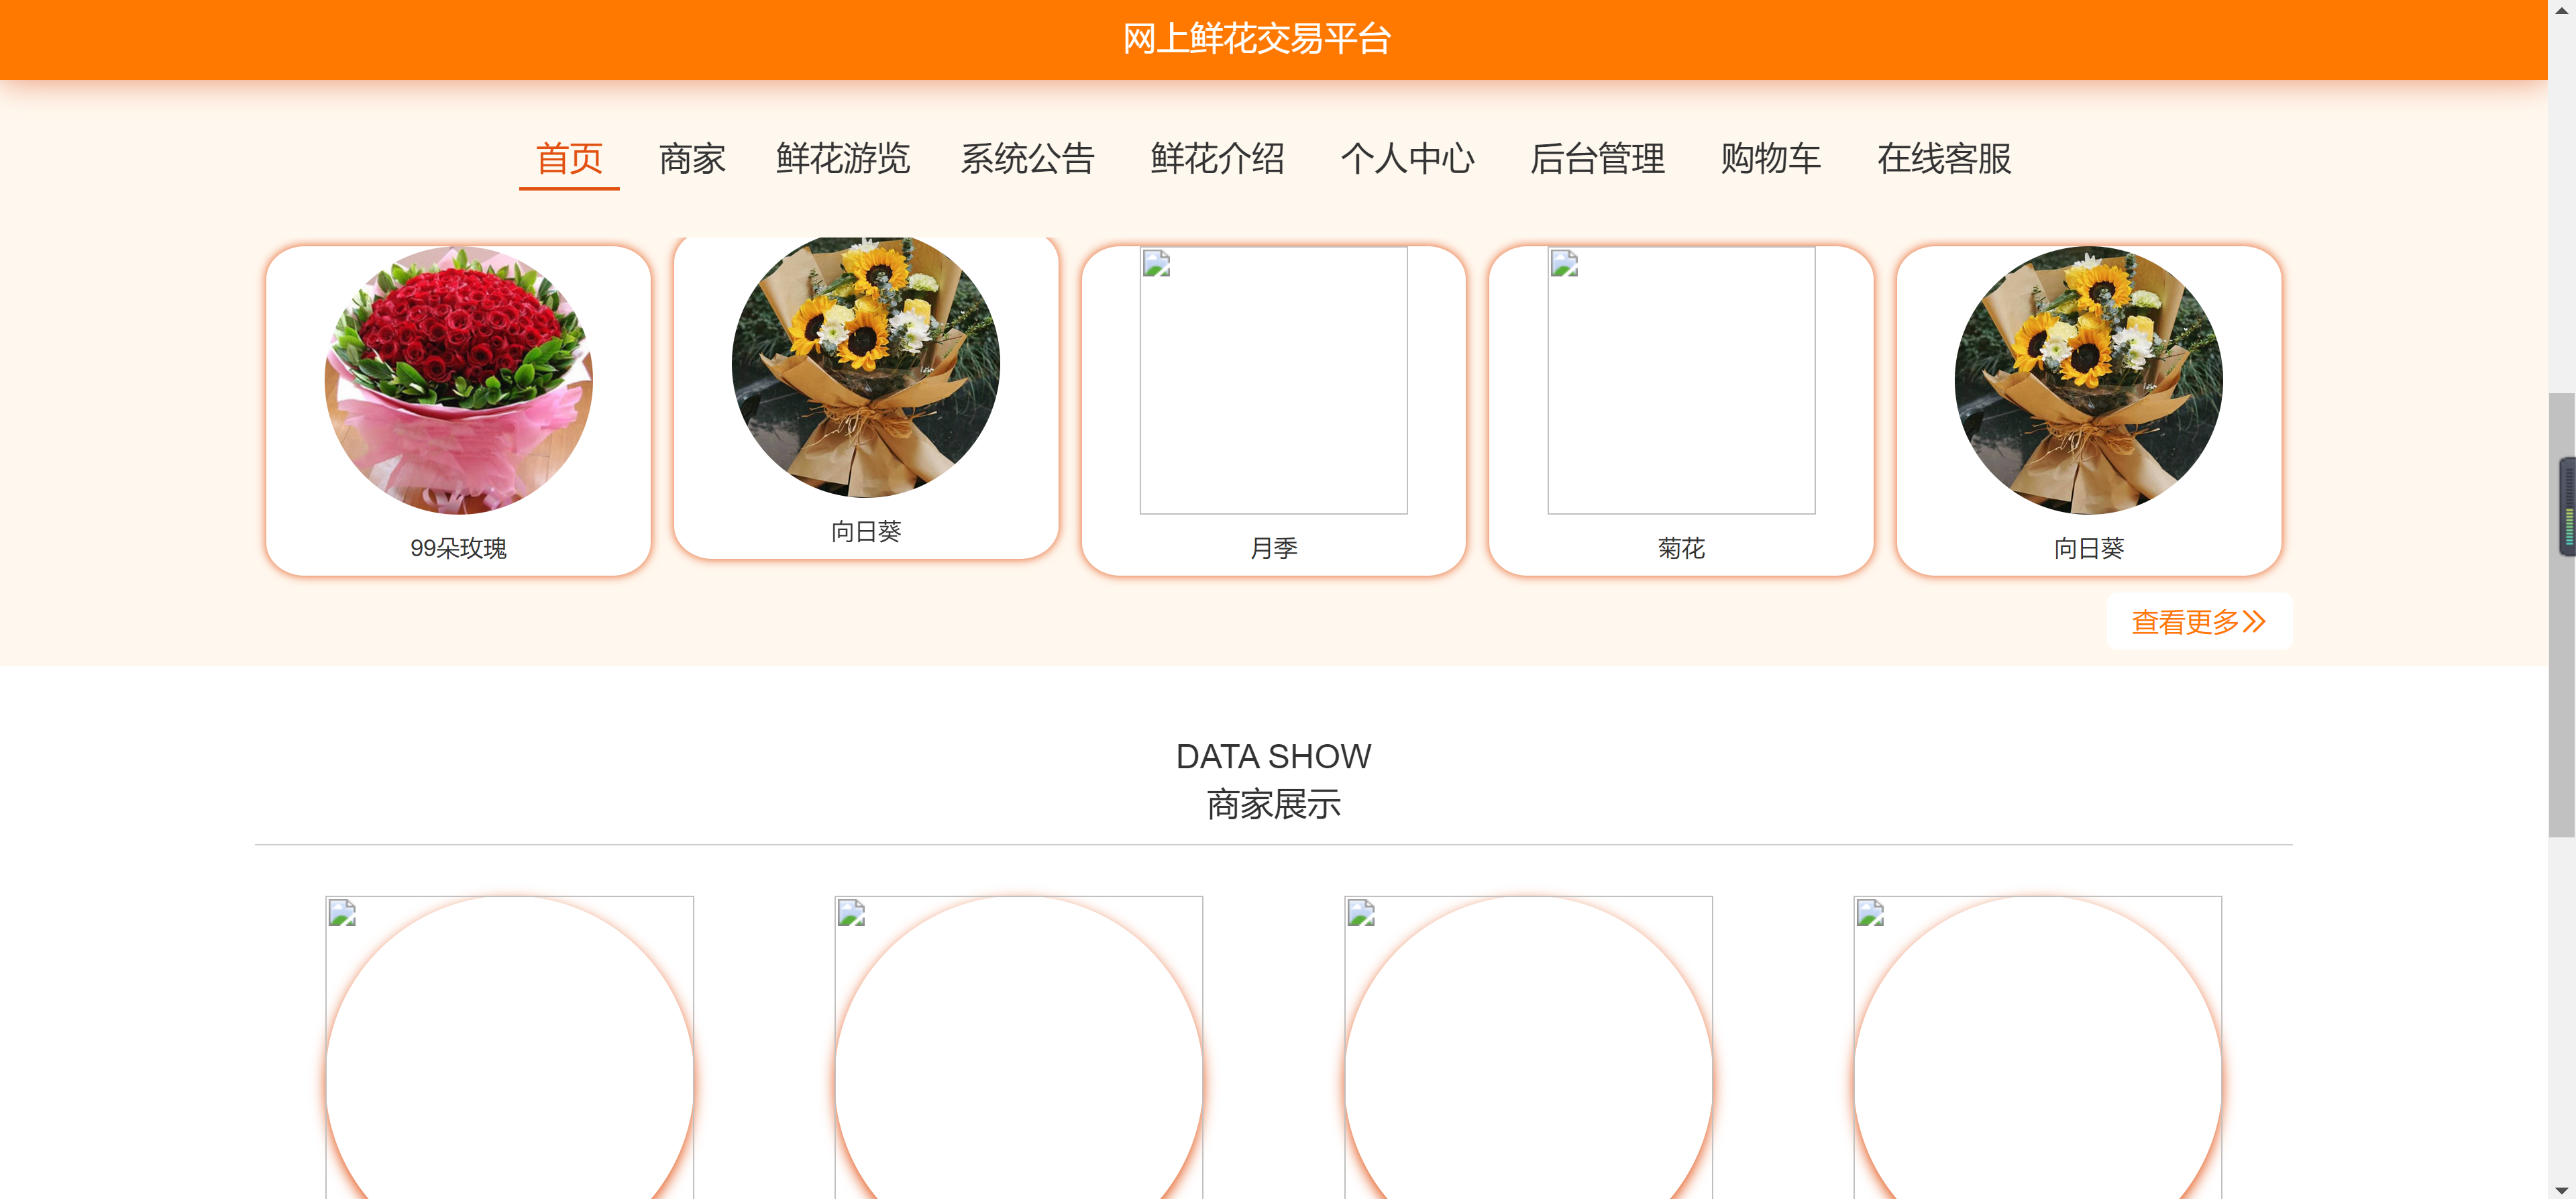 网上鲜花交易平台
首页 商家 鲜花游览 系统公告 鲜花介绍 个人中心 后台管理 购物车 在线客服
99朵玫瑰 向日葵 月季 菊花 向日葵
查看更多
DATA SHOW
商家展示